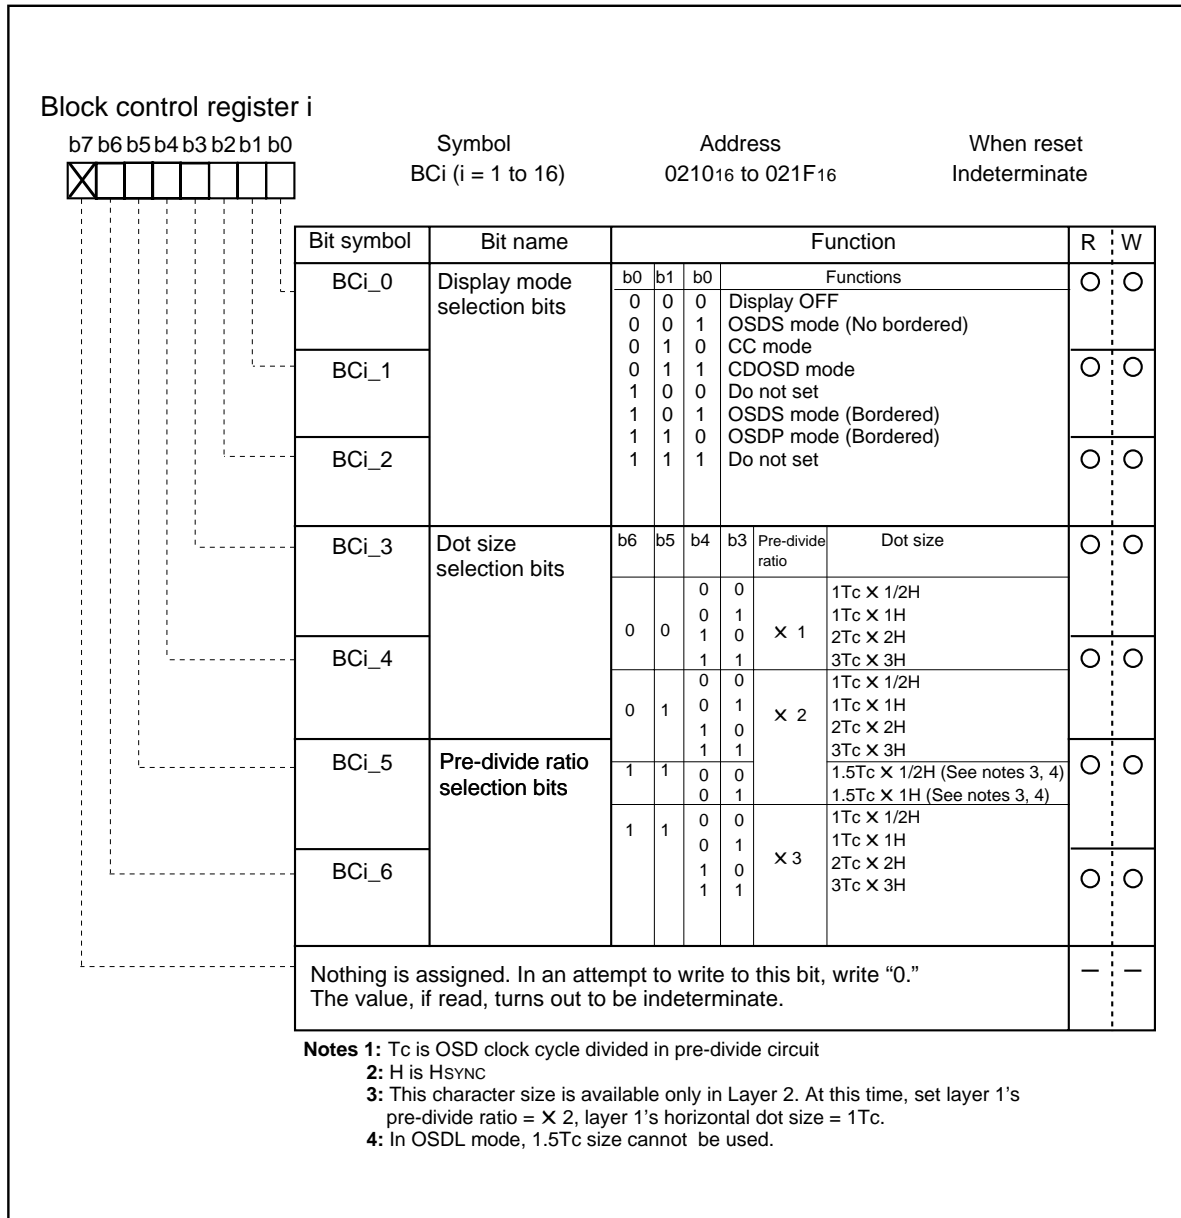 Block control register i
b7 b6 b5 b4 b3 b2 b1 b0
Symbol Address When reset
BCi (i = 1 to 16) 021016 to 021F16 Indeterminate
Bit symbol Bit name Function R W
BCi_0 Display mode selection bits b0 b1 b0 Functions
0 0 0 Display OFF
0 0 1 OSDS mode (No bordered)
0 1 0 CC mode
BCi_1 0 1 1 CDOSD mode
1 0 0 Do not set
1 0 1 OSDS mode (Bordered)
1 1 0 OSDP mode (Bordered)
BCi_2 1 1 1 Do not set
BCi_3 Dot size selection bits b6 b5 b4 b3 Pre-divide ratio Dot size
0 0 1Tc × 1/2H
0 1 1Tc × 1H
0 0 1 0 × 1 2Tc × 2H
BCi_4 1 1 3Tc × 3H
0 0 1Tc × 1/2H
0 1 0 1 × 2 1Tc × 1H
1 0 2Tc × 2H
1 1 3Tc × 3H
BCi_5 Pre-divide ratio selection bits 1 1 0 0 1.5Tc × 1/2H (See notes 3, 4)
0 1 1.5Tc × 1H (See notes 3, 4)
1 1 0 0 1Tc × 1/2H
0 1 × 3 1Tc × 1H
BCi_6 1 0 2Tc × 2H
1 1 3Tc × 3H
Nothing is assigned. In an attempt to write to this bit, write “0.” – –
The value, if read, turns out to be indeterminate.
Notes 1: Tc is OSD clock cycle divided in pre-divide circuit
2: H is HSYNC
3: This character size is available only in Layer 2. At this time, set layer 1’s
pre-divide ratio = × 2, layer 1’s horizontal dot size = 1Tc.
4: In OSDL mode, 1.5Tc size cannot be used.